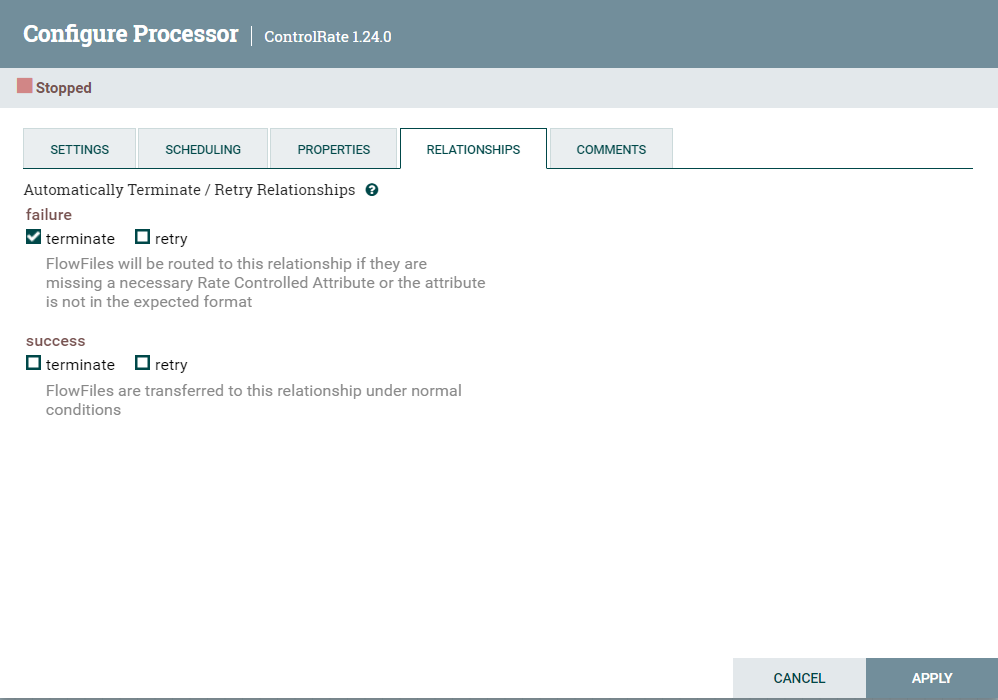 Configure Processor | ControlRate 1.24.0
Stopped
SETTINGS SCHEDULING PROPERTIES RELATIONSHIPS COMMENTS
Automatically Terminate / Retry Relationships ?
failure
terminate retry
FlowFiles will be routed to this relationship if they are
missing a necessary Rate Controlled Attribute or the attribute
is not in the expected format
success
terminate retry
FlowFiles are transferred to this relationship under normal
conditions
CANCEL APPLY